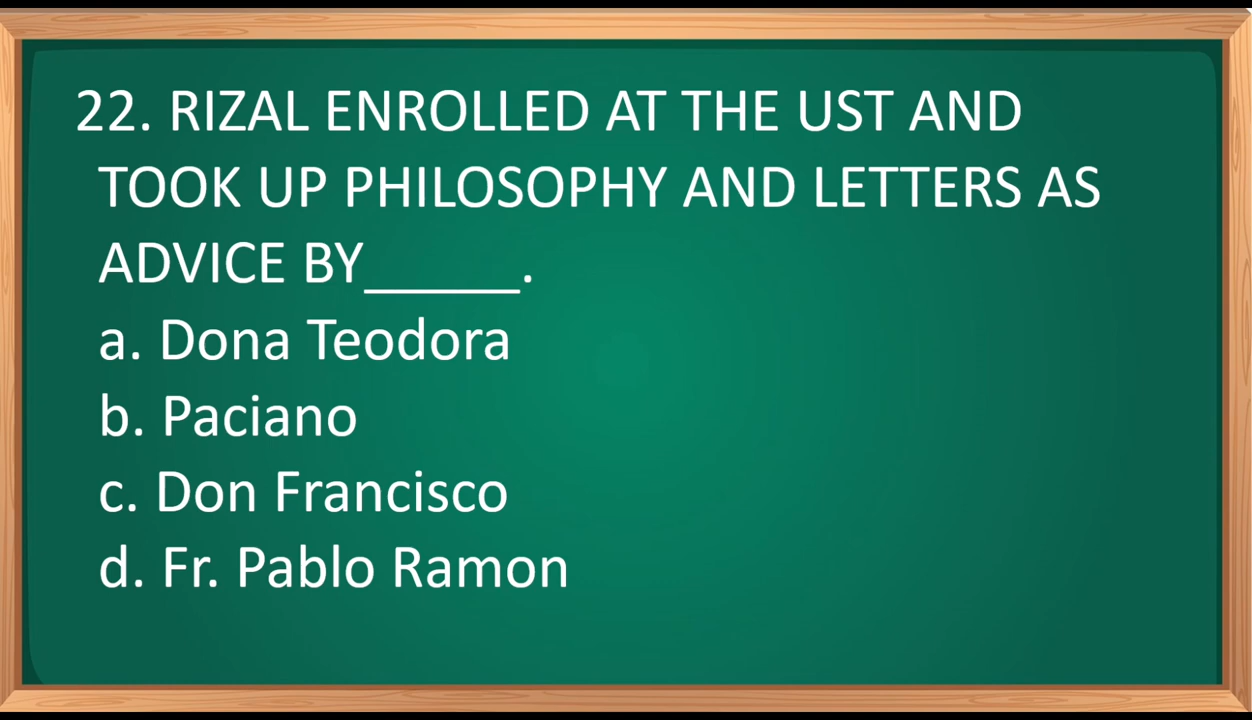 22. RIZAL ENROLLED AT THE UST AND
TOOK UP PHILOSOPHY AND LETTERS AS
ADVICE BY______.
a. Dona Teodora
b. Paciano
c. Don Francisco
d. Fr. Pablo Ramon